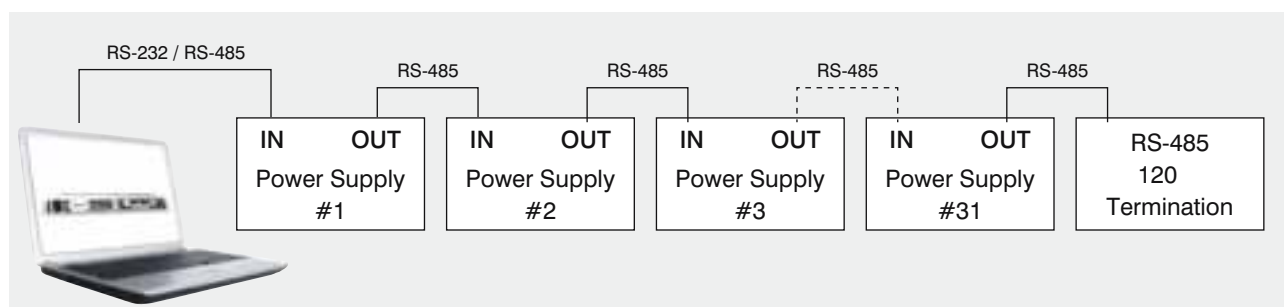 RS-232 / RS-485
RS-485
RS-485
RS-485
RS-485
IN OUT
Power Supply
#1
IN OUT
Power Supply
#2
IN OUT
Power Supply
#3
IN OUT
Power Supply
#31
RS-485
120
Termination